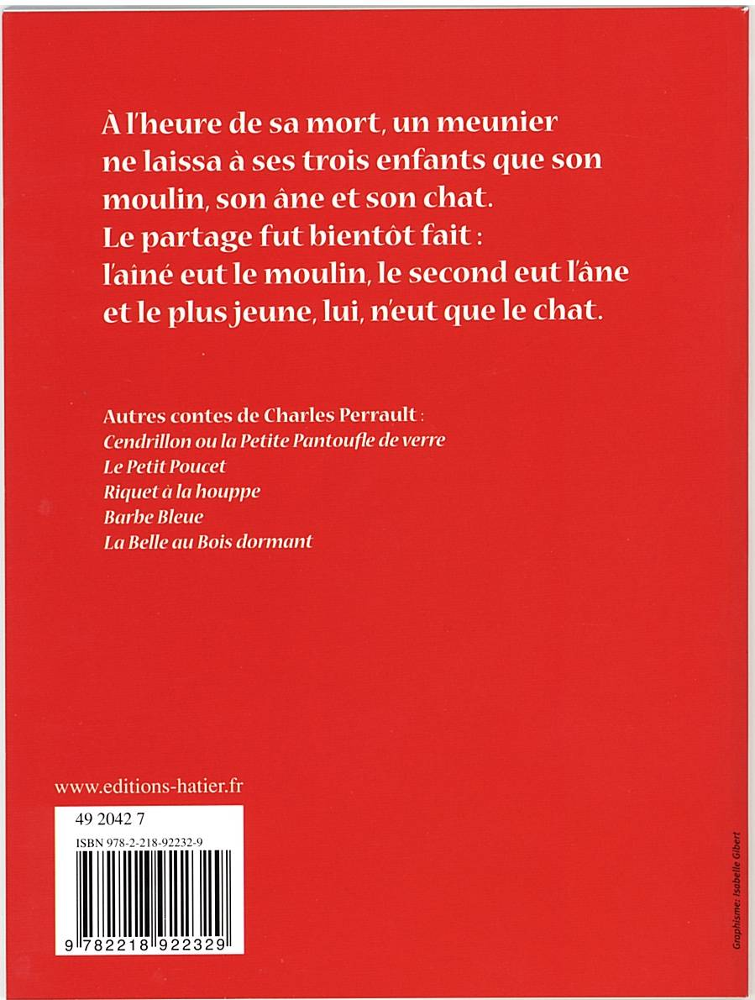 À l'heure de sa mort, un meunier
ne laissa à ses trois enfants que son
moulin, son âne et son chat.
Le partage fut bientôt fait :
l'aîné eut le moulin, le second eut l'âne
et le plus jeune, lui, n'eut que le chat.
Autres contes de Charles Perrault :
Cendrillon ou la Petite Pantoufle de verre
Le Petit Poucet
Riquet à la houppe
Barbe Bleue
La Belle au Bois dormant
www.editions-hatier.fr
49 2042 7
ISBN 978-2-218-92232-9
9 782218 922329
Graphisme: Isabelle Gibert